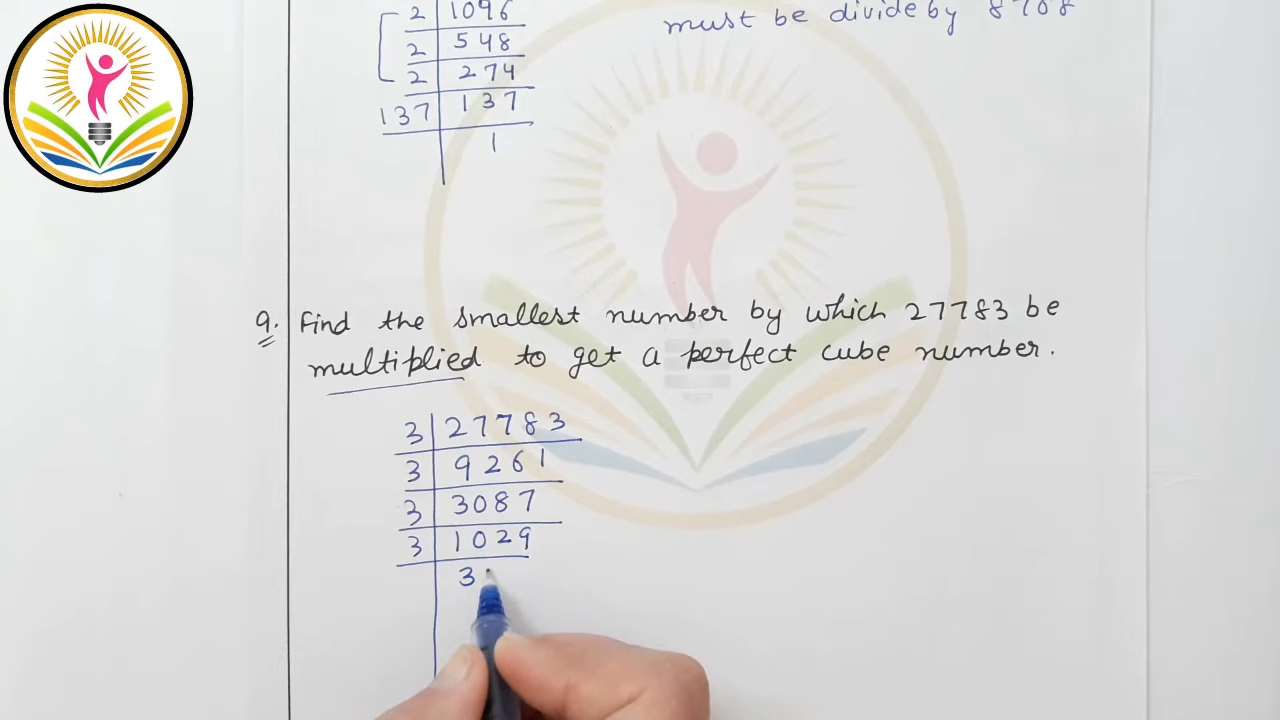 2 | 1096
2 | 548
2 | 274
137 | 137
1
must be divide by 8768
9. Find the smallest number by which 27783 be
multiplied to get a perfect cube number.
3 | 27783
3 | 9261
3 | 3087
3 | 1029
3